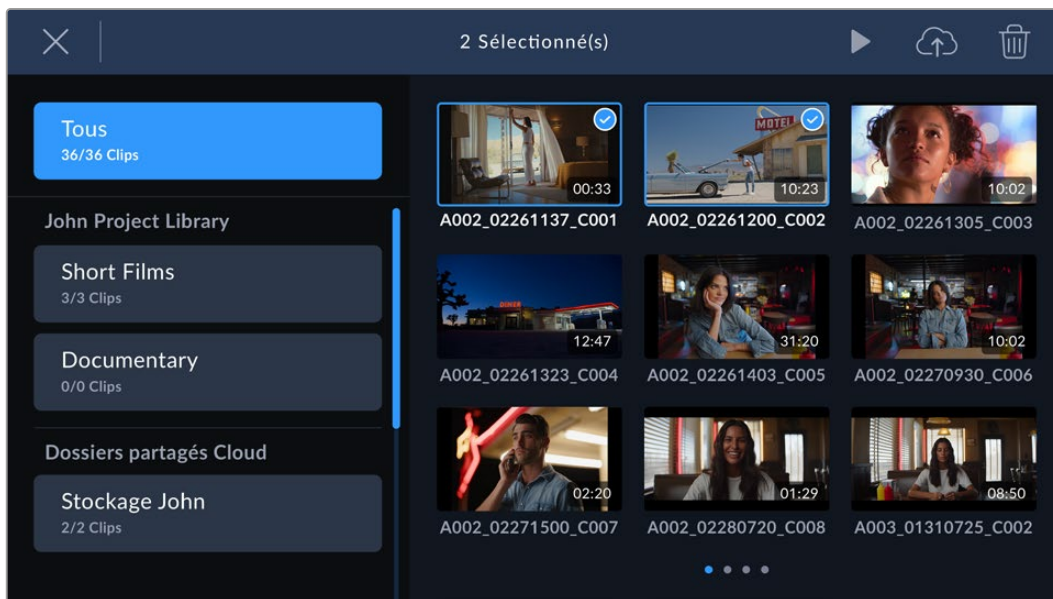 2 Sélectionné(s)
Tous
36/36 Clips
John Project Library
Short Films
3/3 Clips
Documentary
0/0 Clips
Dossiers partagés Cloud
Stockage John
2/2 Clips
MOTEL
00:33
10:23
10:02
A002_02261137_C001
A002_02261200_C002
A002_02261305_C003
DINER
12:47
31:20
10:02
A002_02261323_C004
A002_02261403_C005
A002_02270930_C006
02:20
01:29
08:50
A002_02271500_C007
A002_02280720_C008
A003_01310725_C002